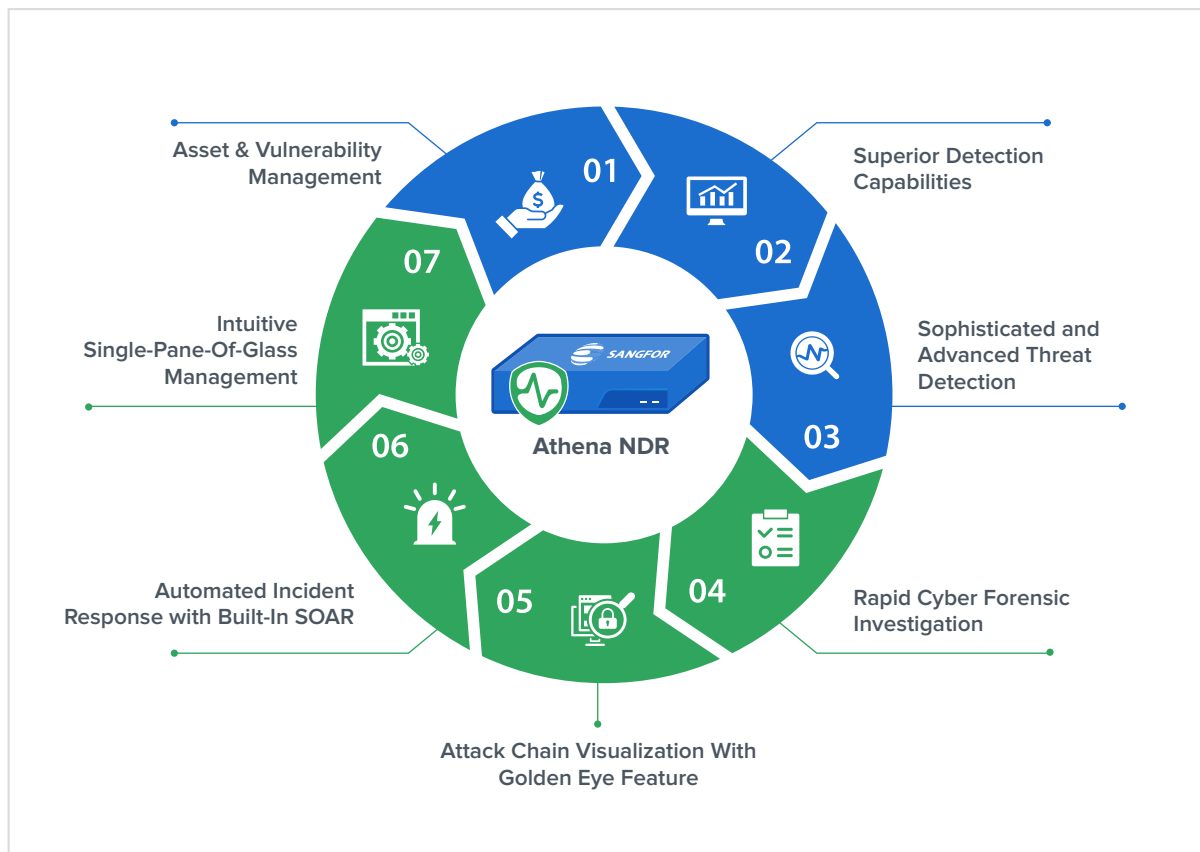 01
Asset & Vulnerability
Management
02
Superior Detection
Capabilities
03
Sophisticated and
Advanced Threat
Detection
04
Rapid Cyber Forensic
Investigation
05
Attack Chain Visualization With
Golden Eye Feature
06
Automated Incident
Response with Built-In SOAR
07
Intuitive
Single-Pane-Of-Glass
Management
$
SANGFOR
Athena NDR